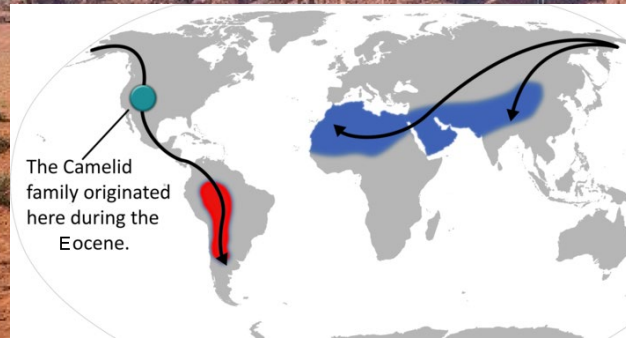 The Camelid
family originated
here during the
Eocene.